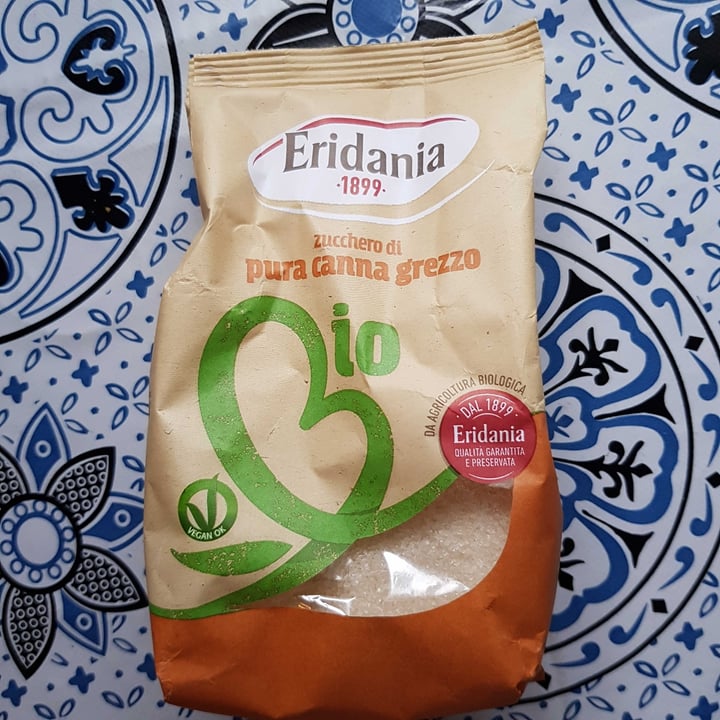 Eridania
·1899·
zucchero di
pura canna grezzo
Bio
DA AGRICOLTURA BIOLOGICA
DAL 1899
Eridania
QUALITÀ GARANTITA
E PRESERVATA
VEGAN OK